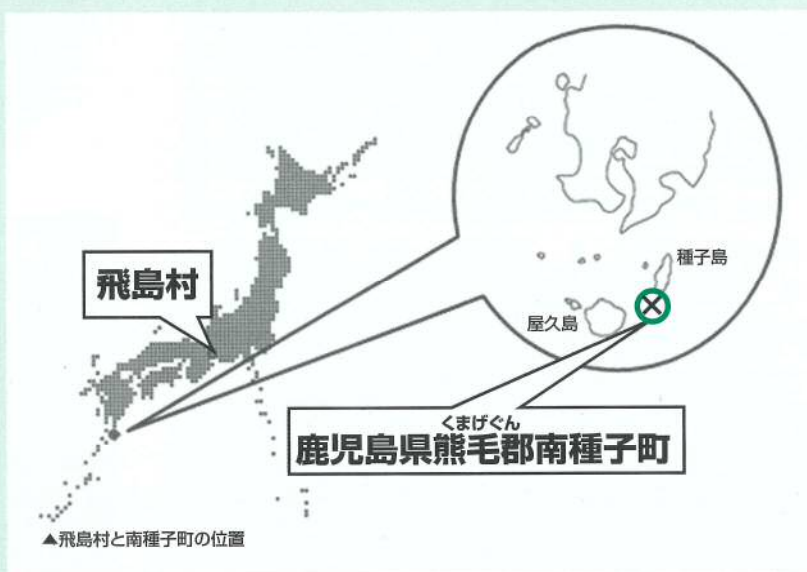 飛島村
種子島
屋久島
くまげぐん
鹿児島県熊毛郡南種子町
▲飛島村と南種子町の位置